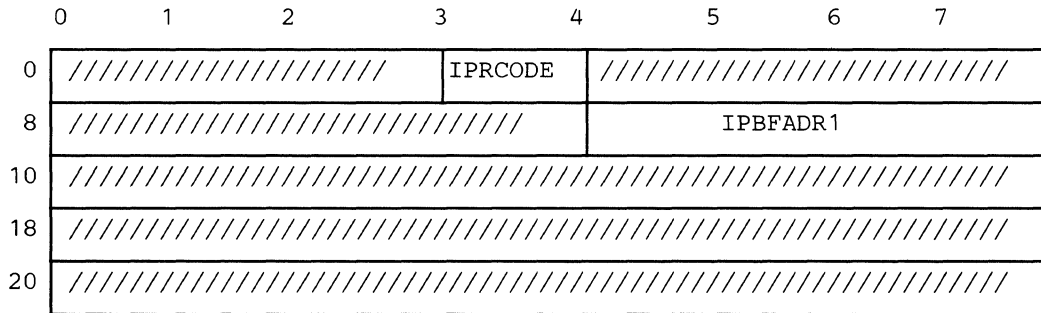 0 1 2 3 4 5 6 7
0 ///////////////////// IPRCODE ///////////////////////////
8 ////////////////////////////// IPBFADR1
10 //////////////////////////////////////////////////////////////
18 //////////////////////////////////////////////////////////////
20 //////////////////////////////////////////////////////////////